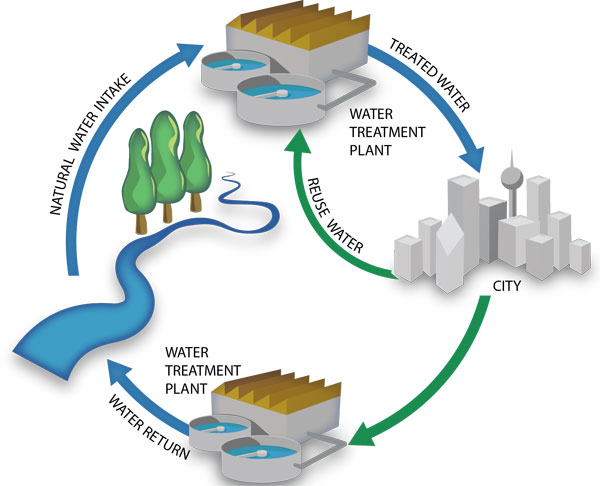 NATURAL WATER INTAKE
TREATED WATER
WATER
TREATMENT
PLANT
REUSE WATER
CITY
WATER
TREATMENT
PLANT
WATER RETURN